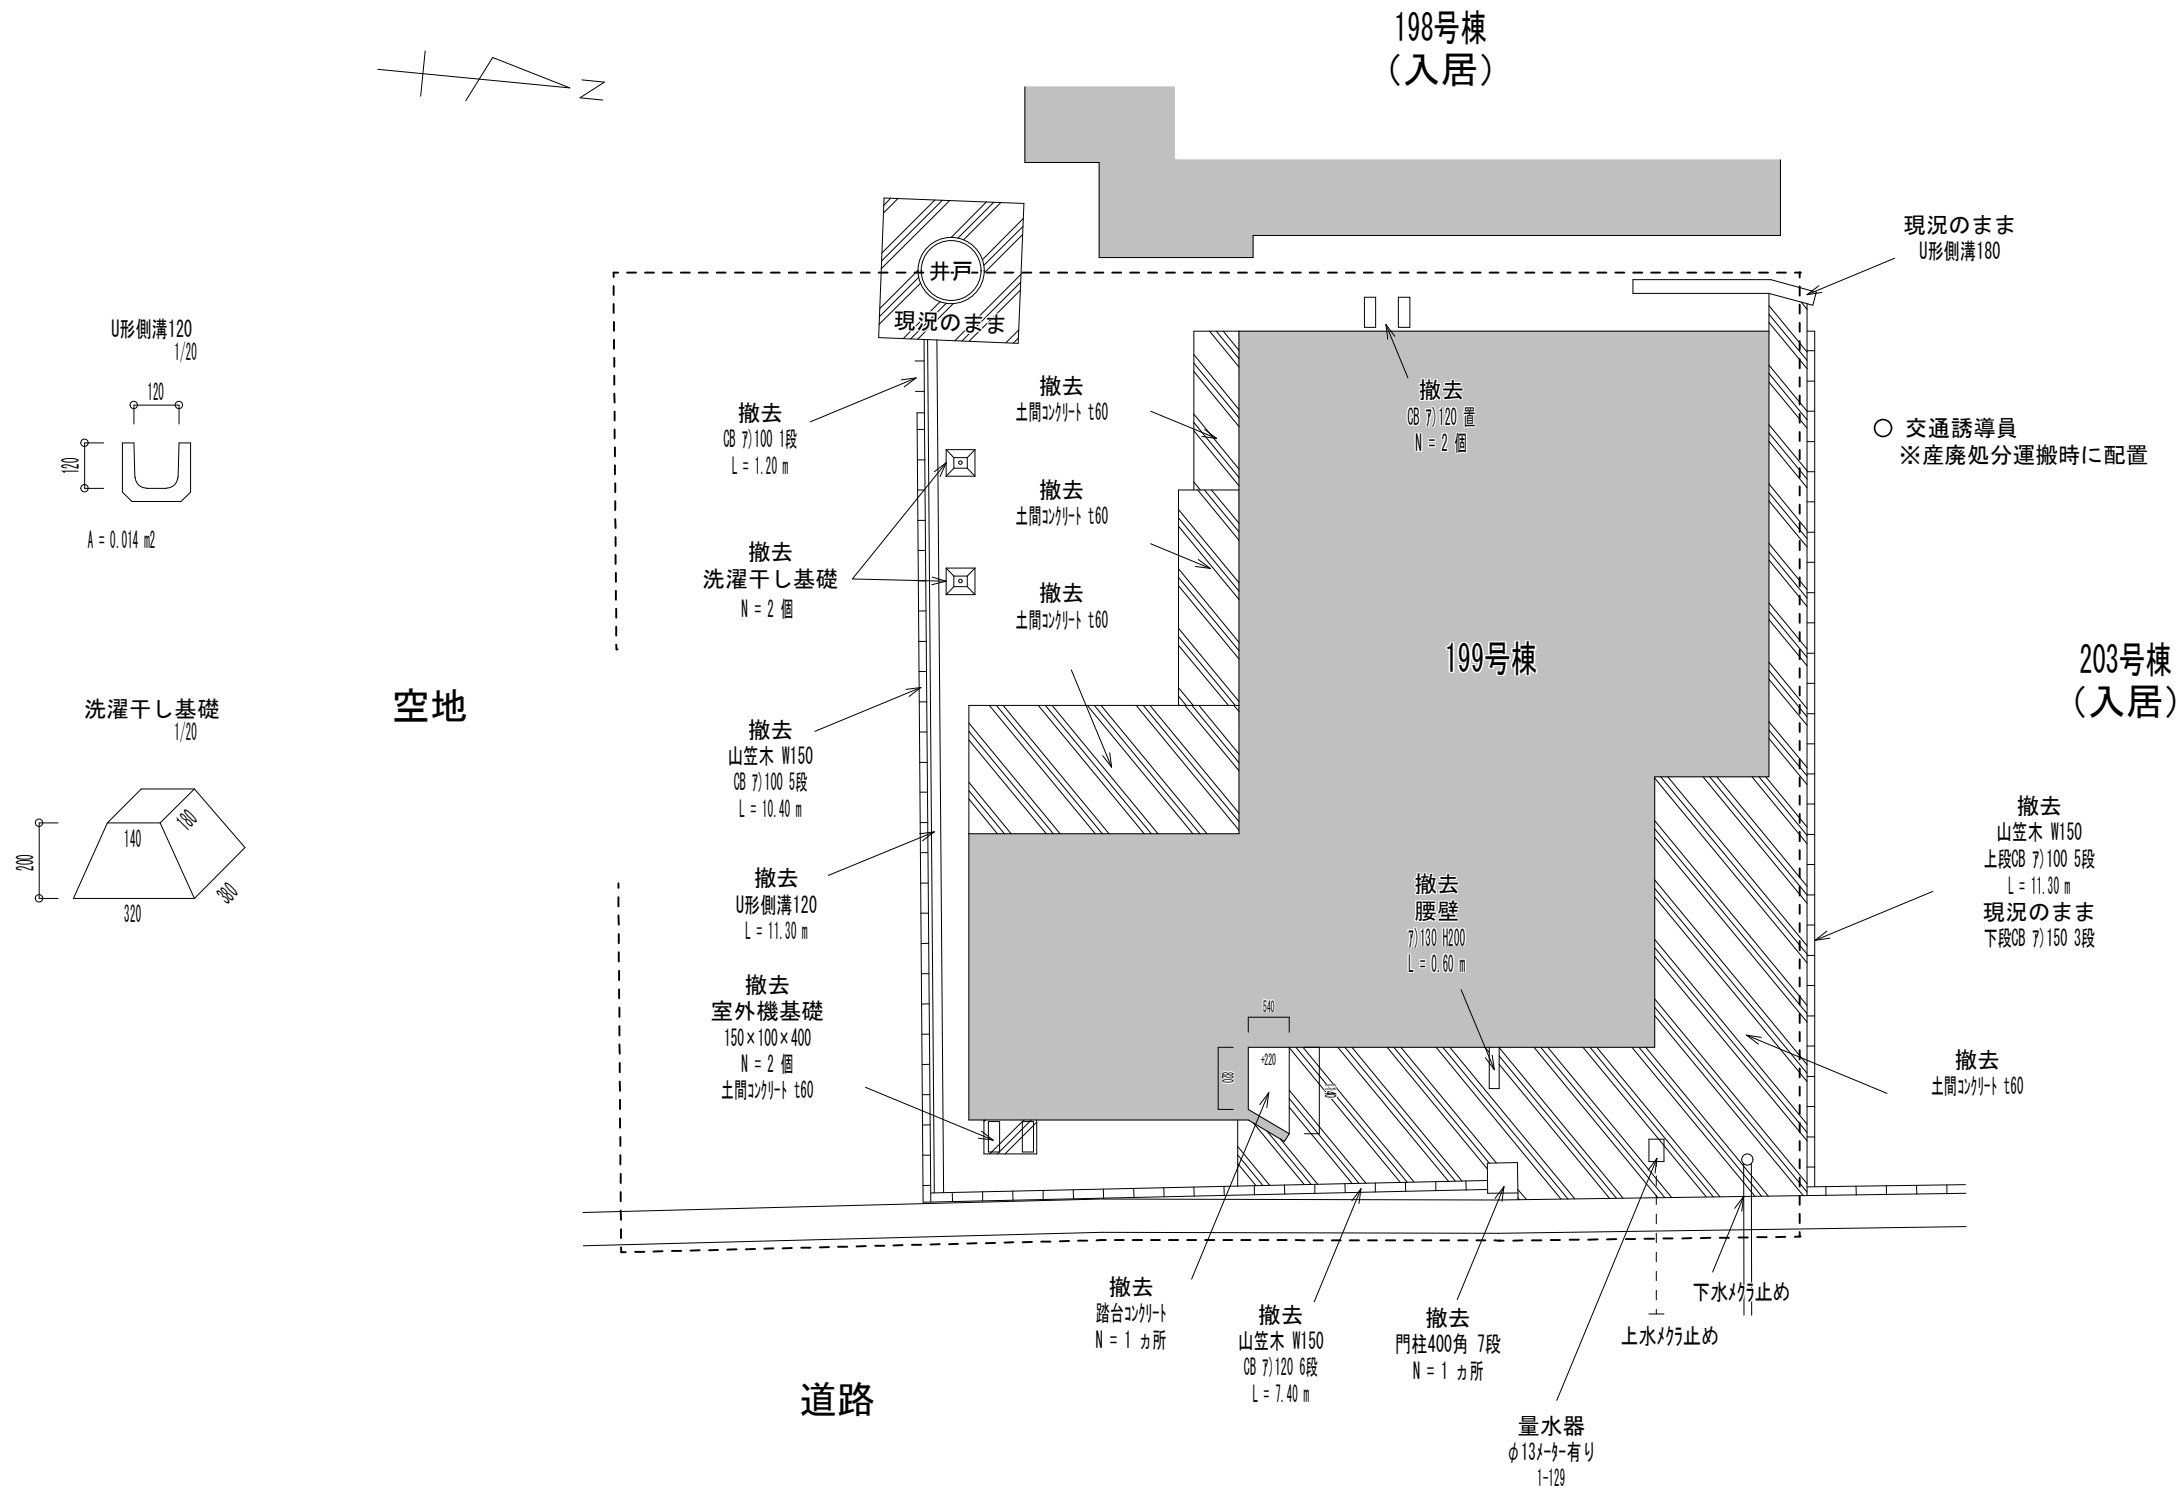 198号棟
（入居）
N
現況のまま
U形側溝180
井戸
現況のまま
U形側溝120
1/20
120
120
A = 0.014 m2
撤去
CB ｱ)100 1段
L = 1.20 m
撤去
土間ｺﾝｸﾘｰﾄ t60
撤去
CB ｱ)120 置
N = 2 個
○ 交通誘導員
※産廃処分運搬時に配置
撤去
土間ｺﾝｸﾘｰﾄ t60
撤去
洗濯干し基礎
N = 2 個
撤去
土間ｺﾝｸﾘｰﾄ t60
199号棟
203号棟
（入居）
空地
洗濯干し基礎
1/20
140
180
200
320
380
撤去
山笠木 W150
CB ｱ)100 5段
L = 10.40 m
撤去
U形側溝120
L = 11.30 m
撤去
腰壁
ｱ)130 H200
L = 0.60 m
撤去
山笠木 W150
上段CB ｱ)100 5段
L = 11.30 m
現況のまま
下段CB ｱ)150 3段
撤去
室外機基礎
150×100×400
N = 2 個
土間ｺﾝｸﾘｰﾄ t60
540
+220
820
1140
撤去
土間ｺﾝｸﾘｰﾄ t60
撤去
踏台ｺﾝｸﾘｰﾄ
N = 1 ヵ所
撤去
山笠木 W150
CB ｱ)120 6段
L = 7.40 m
撤去
門柱400角 7段
N = 1 ヵ所
下水ﾒｸﾗ止め
上水ﾒｸﾗ止め
道路
量水器
φ13ﾒｰﾀｰ有り
1-129